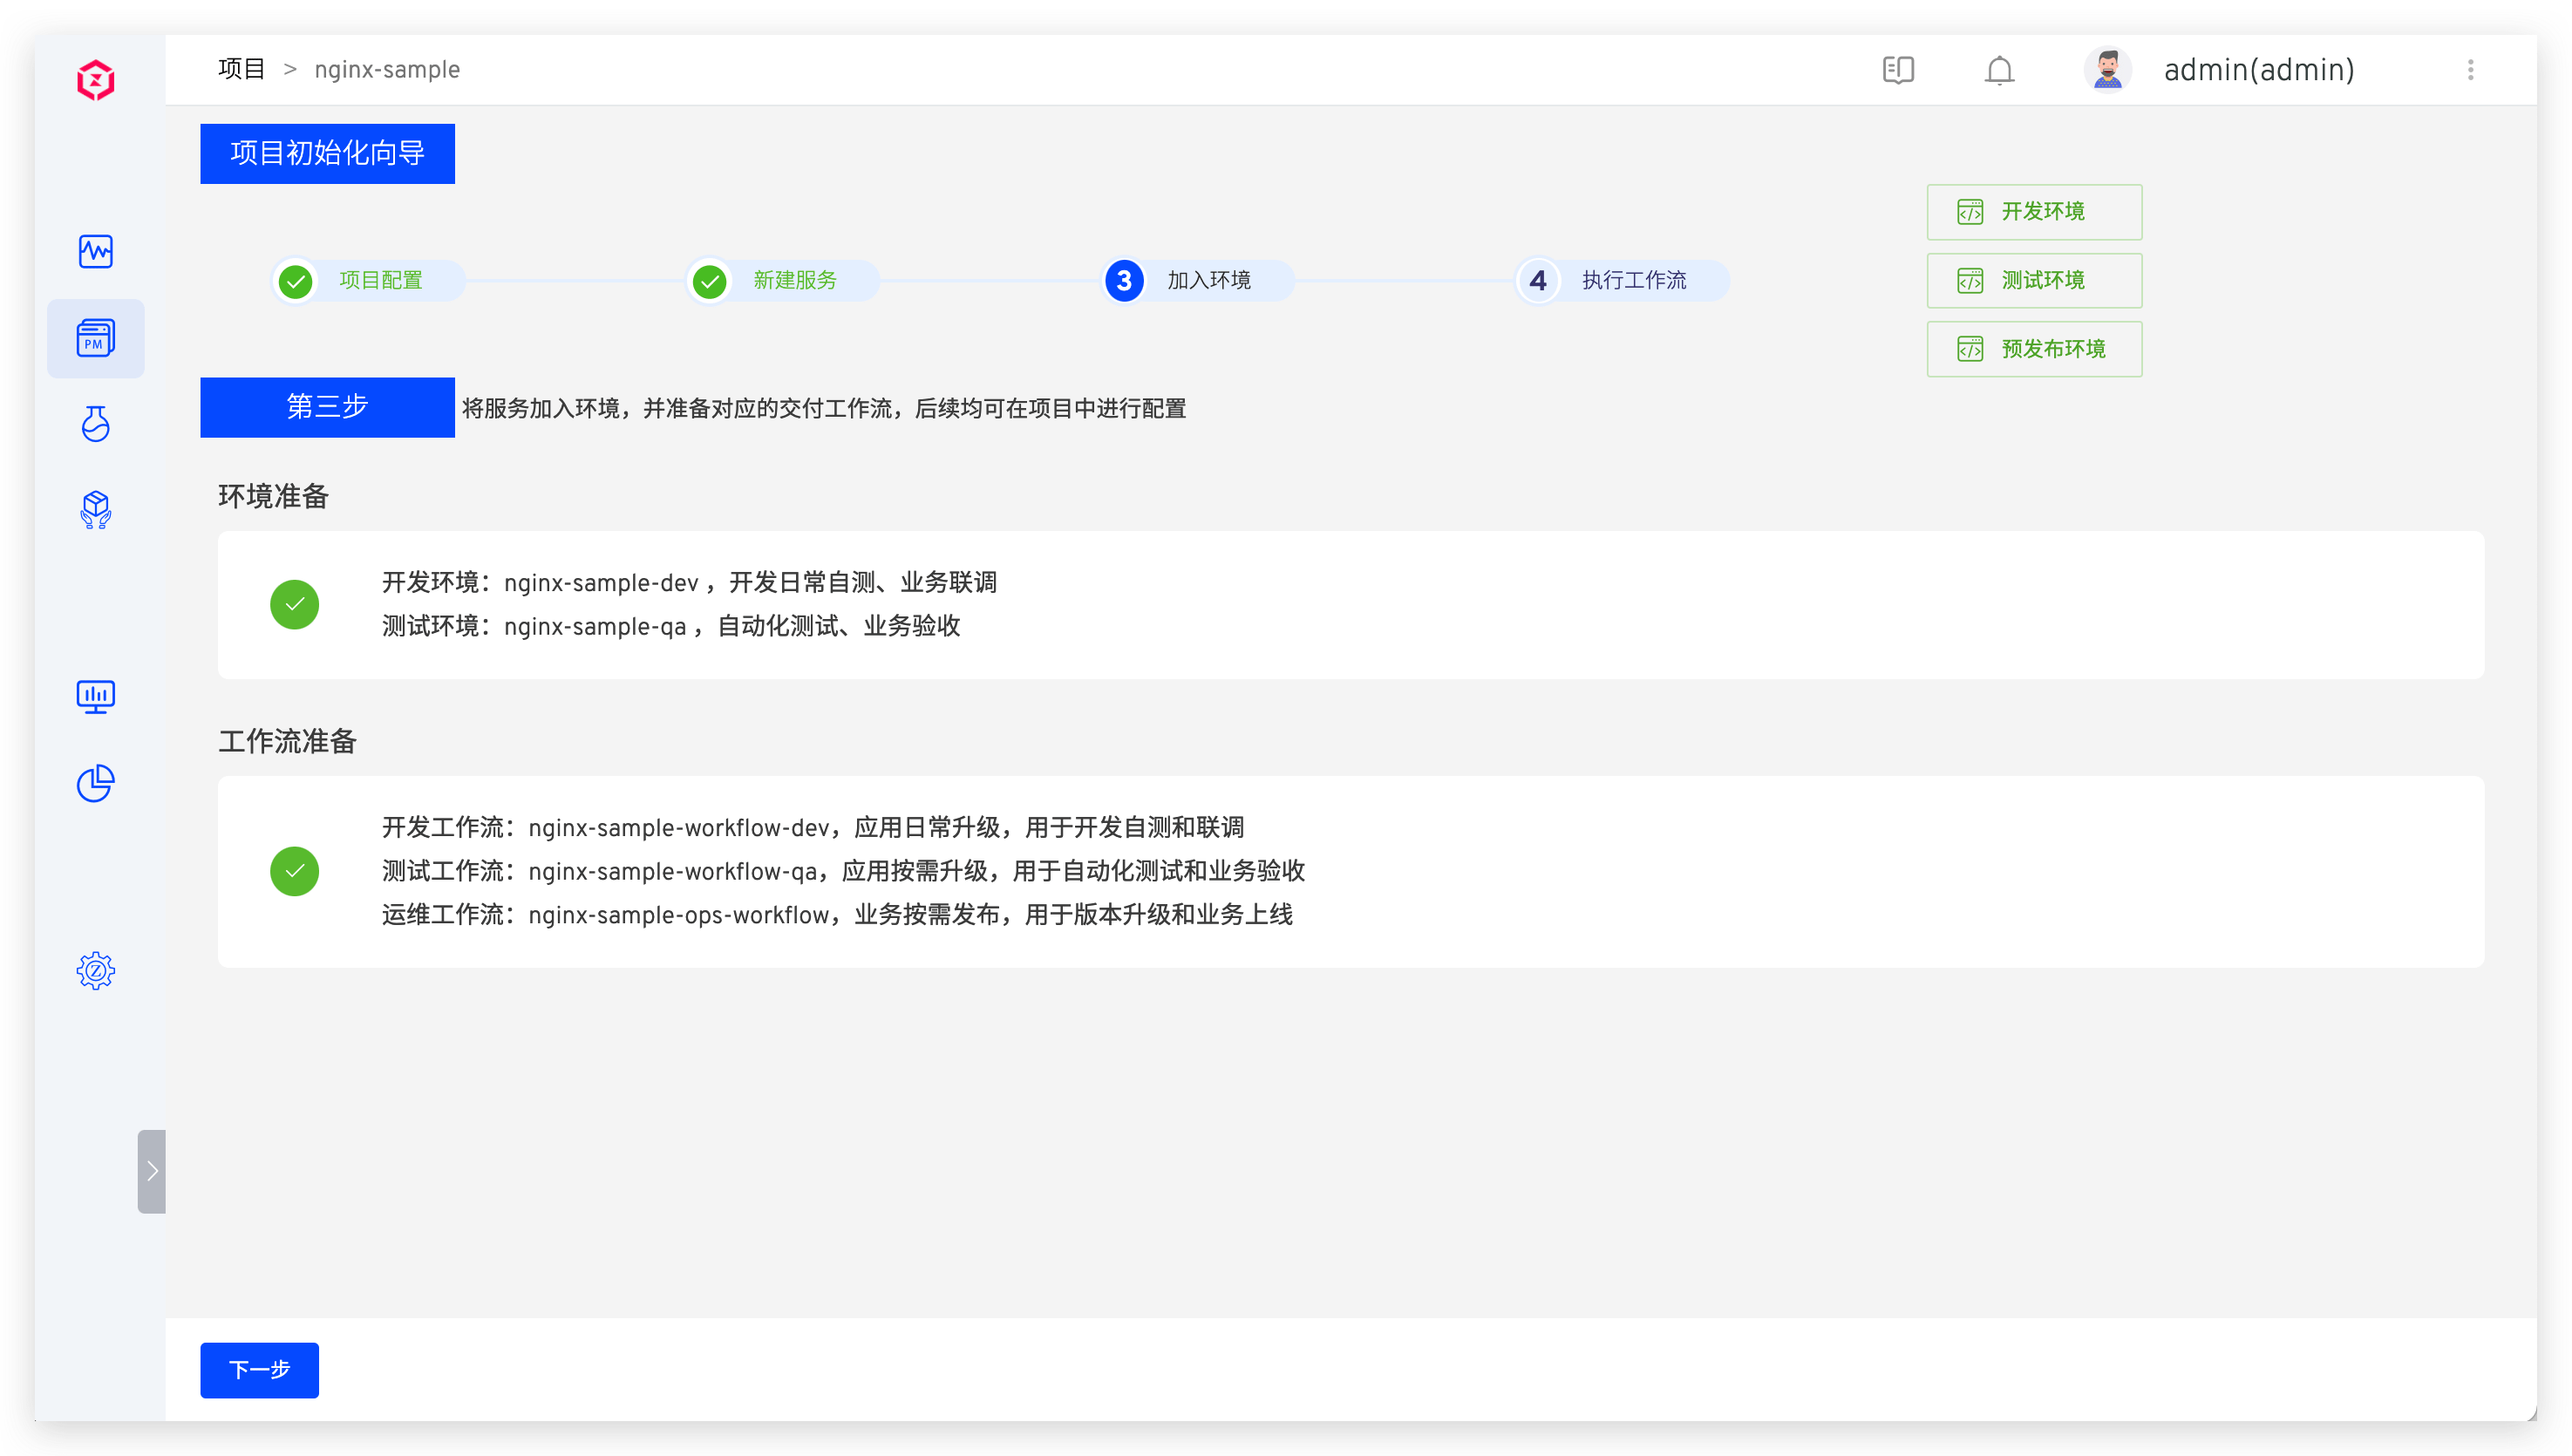 项目 > nginx-sample
admin(admin)
项目初始化向导
项目配置
新建服务
3 加入环境
4 执行工作流
开发环境
测试环境
预发布环境
PM
第三步 将服务加入环境，并准备对应的交付工作流，后续均可在项目中进行配置
环境准备
开发环境：nginx-sample-dev ，开发日常自测、业务联调
测试环境：nginx-sample-qa ，自动化测试、业务验收
工作流准备
开发工作流：nginx-sample-workflow-dev，应用日常升级，用于开发自测和联调
测试工作流：nginx-sample-workflow-qa，应用按需升级，用于自动化测试和业务验收
运维工作流：nginx-sample-ops-workflow，业务按需发布，用于版本升级和业务上线
Z
下一步